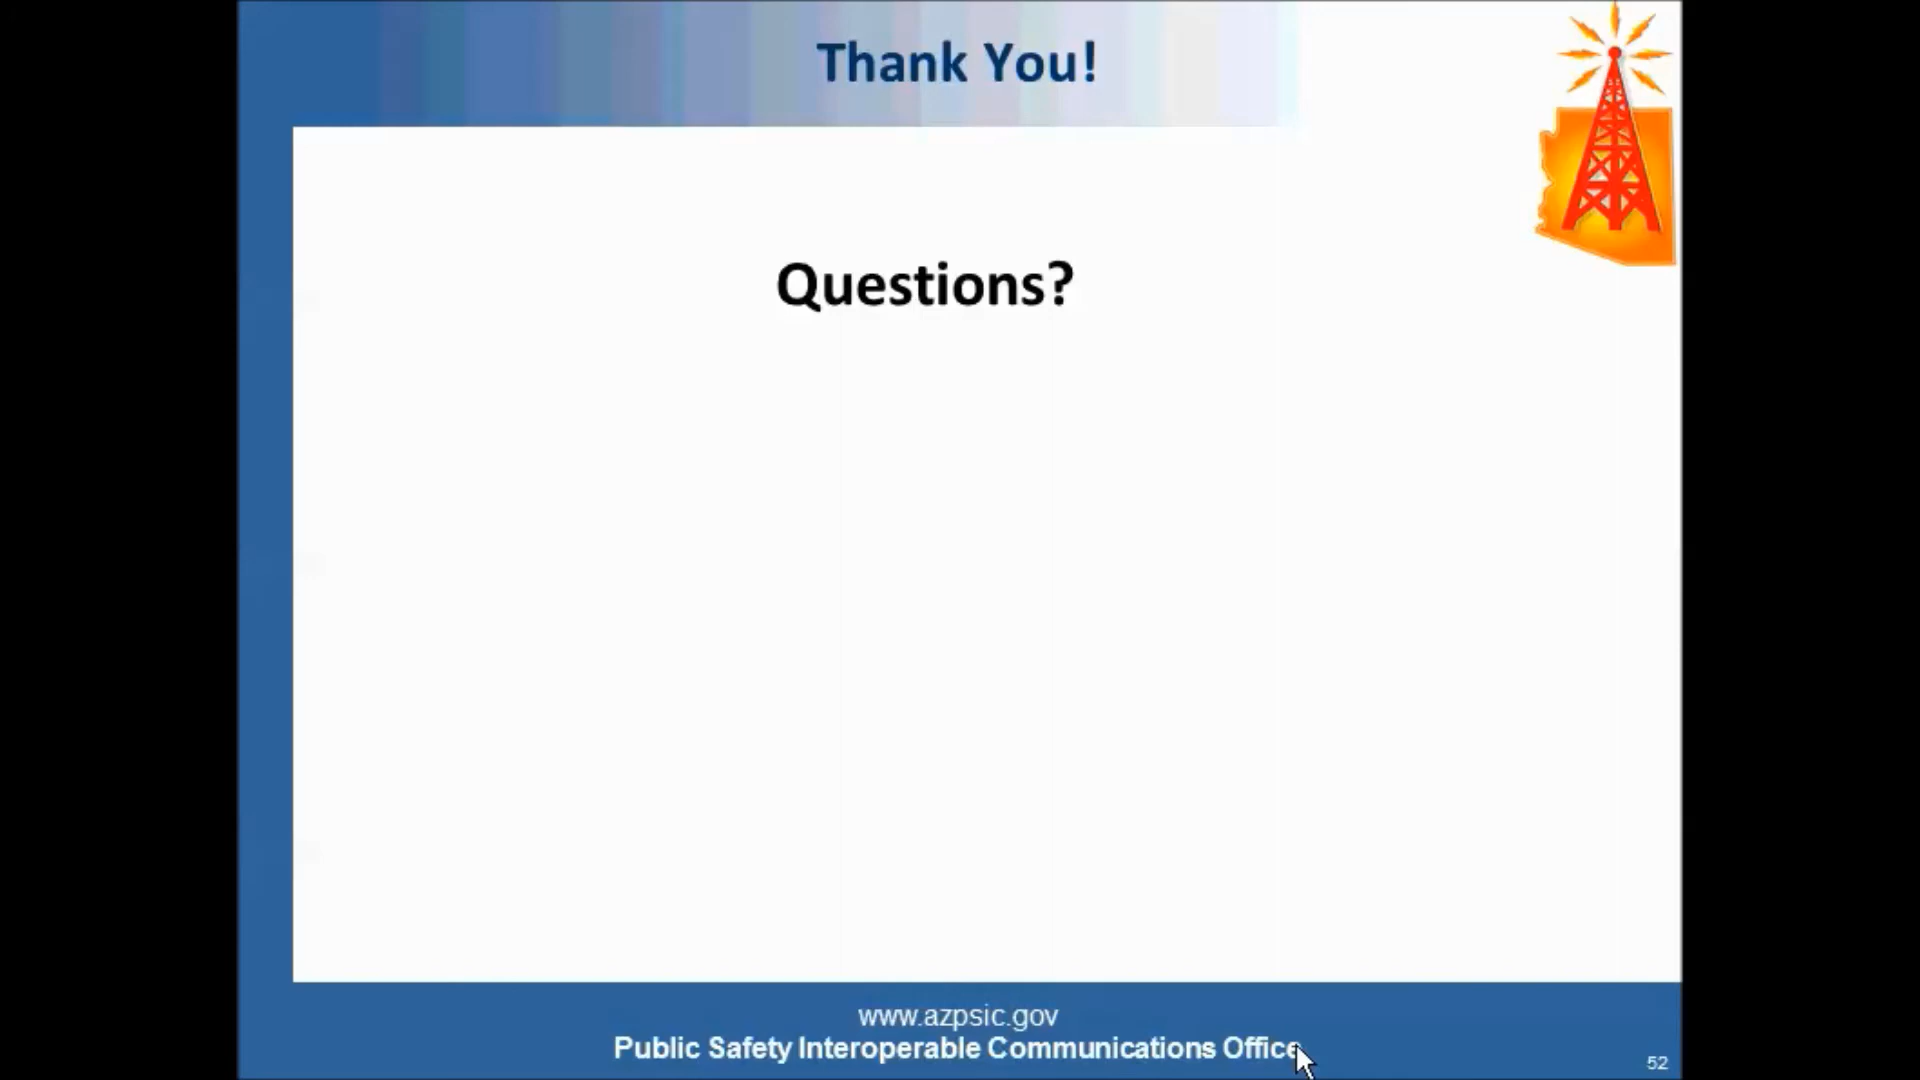 Thank You!
Questions?
www.azpsic.gov
Public Safety Interoperable Communications Office
52